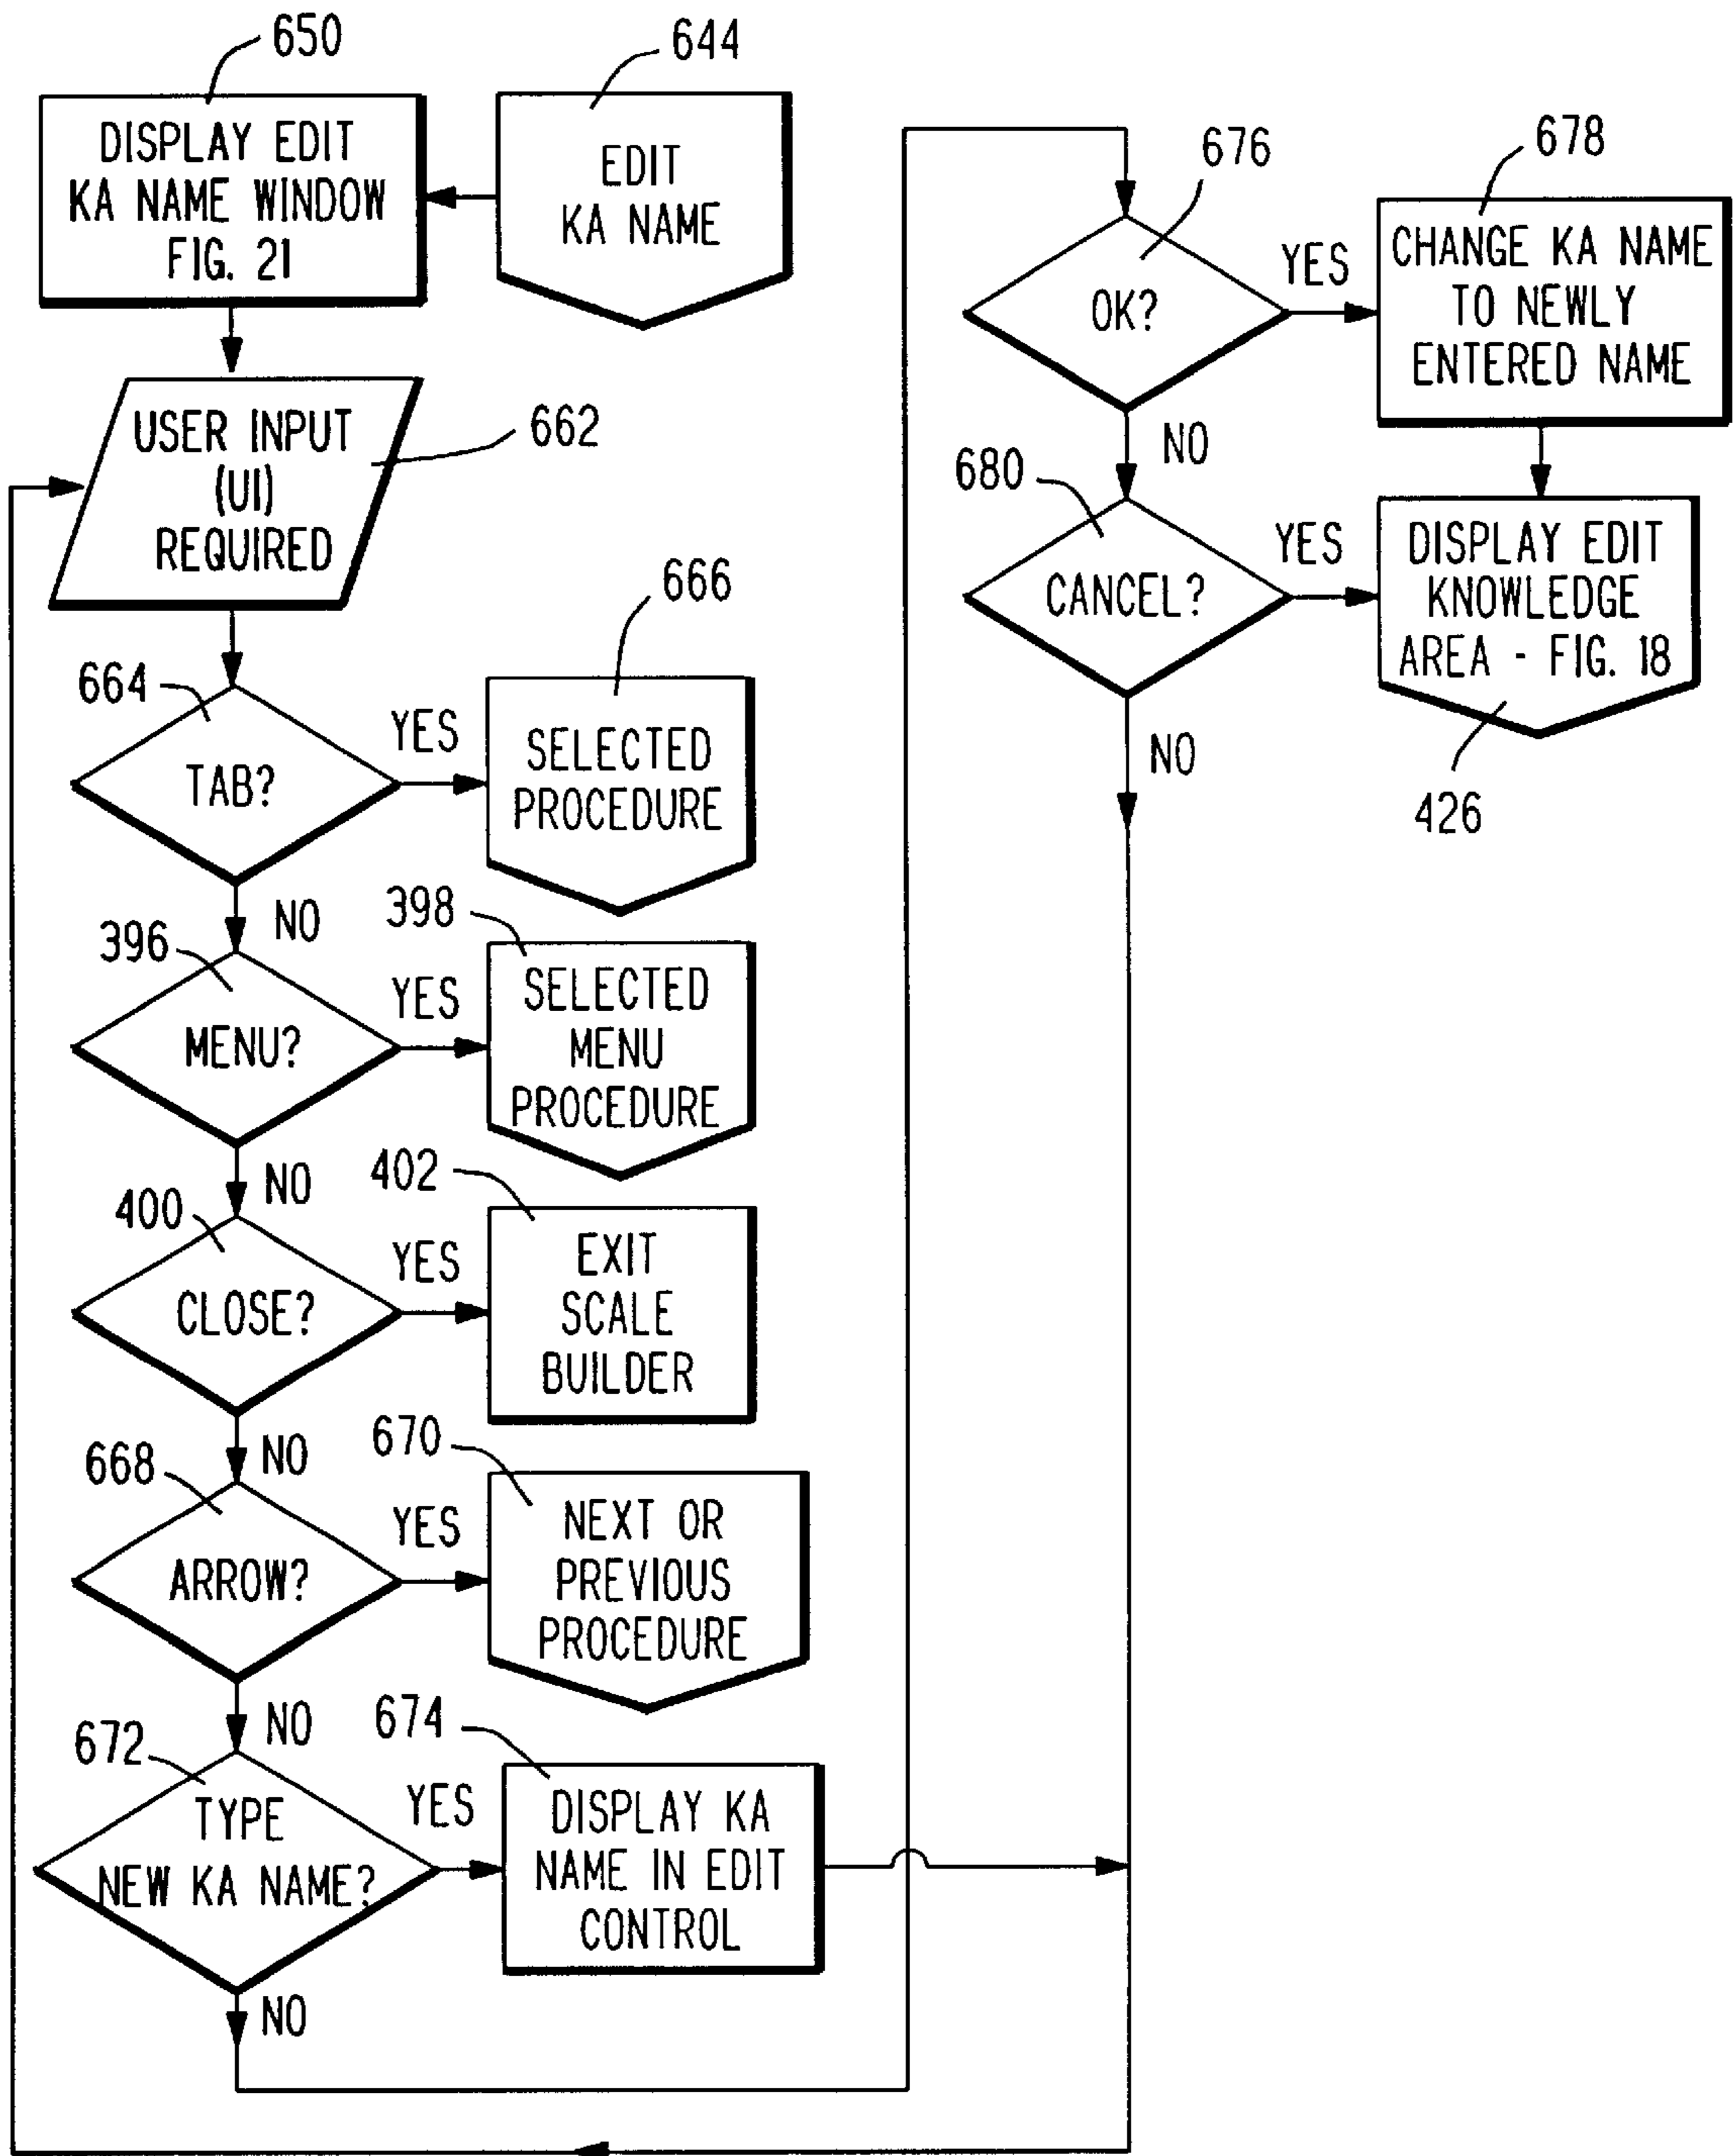 650
DISPLAY EDIT
KA NAME WINDOW
FIG. 21
644
EDIT
KA NAME
USER INPUT
(UI)
REQUIRED
662
664
TAB?
YES
666
SELECTED
PROCEDURE
NO
396
MENU?
YES
398
SELECTED
MENU
PROCEDURE
NO
400
CLOSE?
YES
402
EXIT
SCALE
BUILDER
NO
668
ARROW?
YES
670
NEXT OR
PREVIOUS
PROCEDURE
NO
672
TYPE
NEW KA NAME?
YES
674
DISPLAY KA
NAME IN EDIT
CONTROL
NO
676
OK?
YES
678
CHANGE KA NAME
TO NEWLY
ENTERED NAME
NO
680
CANCEL?
YES
DISPLAY EDIT
KNOWLEDGE
AREA - FIG. 18
426
NO